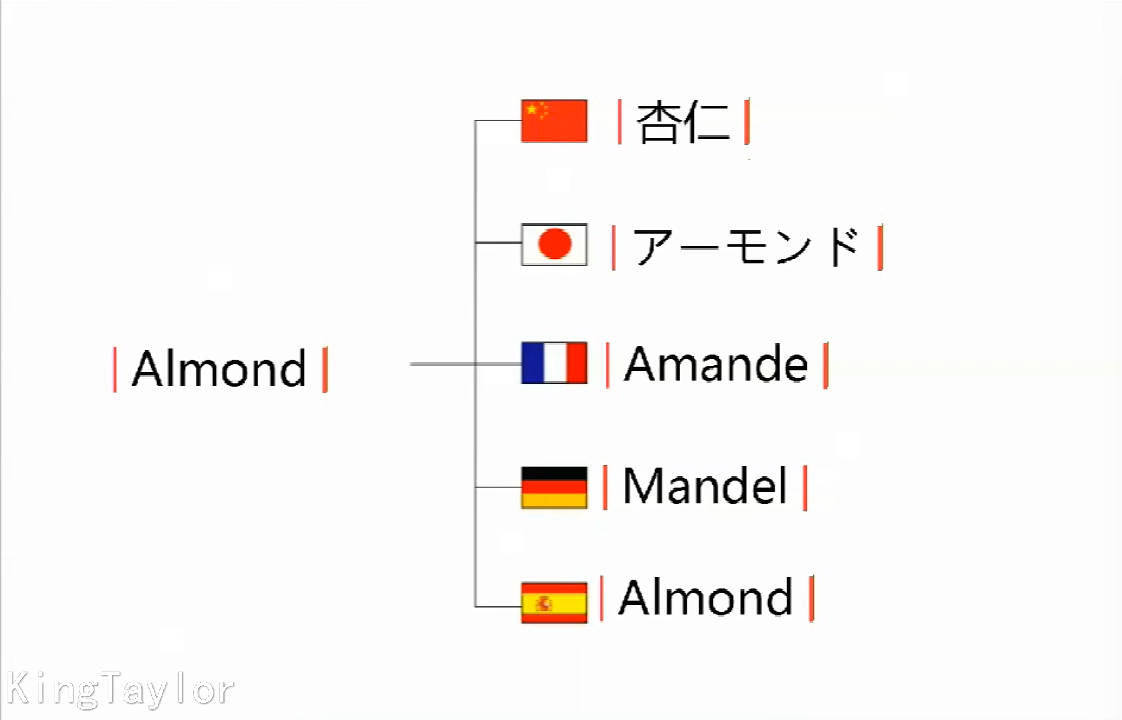 杏仁
アーモンド
Almond
Amande
Mandel
Almond
KingTaylor